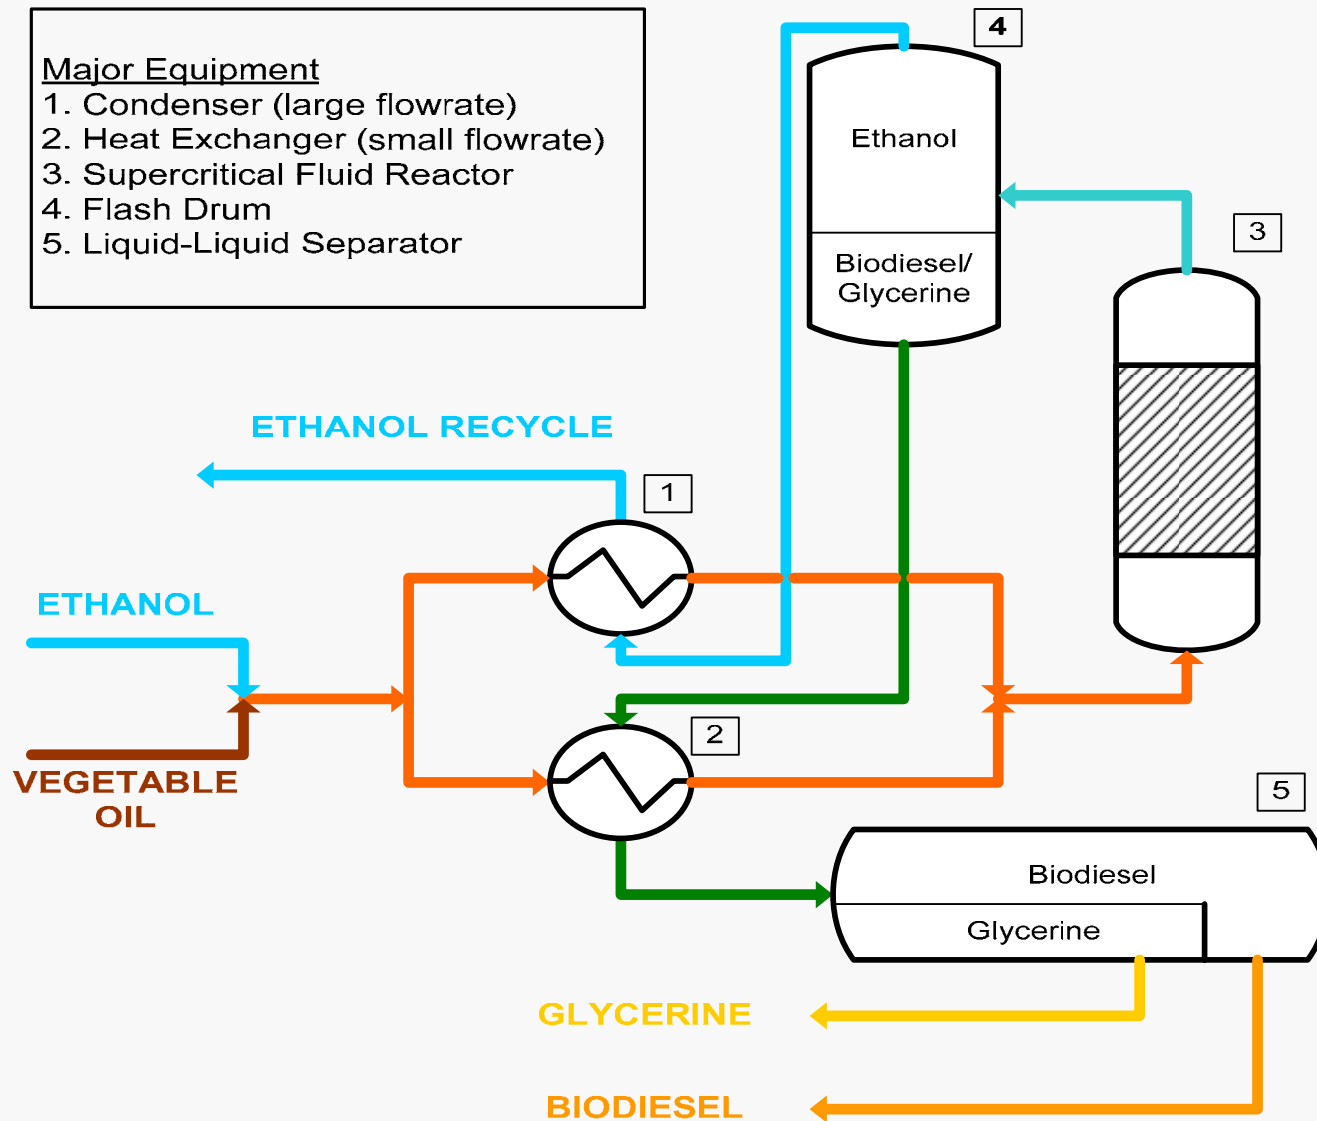 Major Equipment
1. Condenser (large flowrate)
2. Heat Exchanger (small flowrate)
3. Supercritical Fluid Reactor
4. Flash Drum
5. Liquid-Liquid Separator
4
Ethanol
Biodiesel/
Glycerine
3
ETHANOL RECYCLE
1
ETHANOL
2
VEGETABLE
OIL
5
Biodiesel
Glycerine
GLYCERINE
BIODIESEL